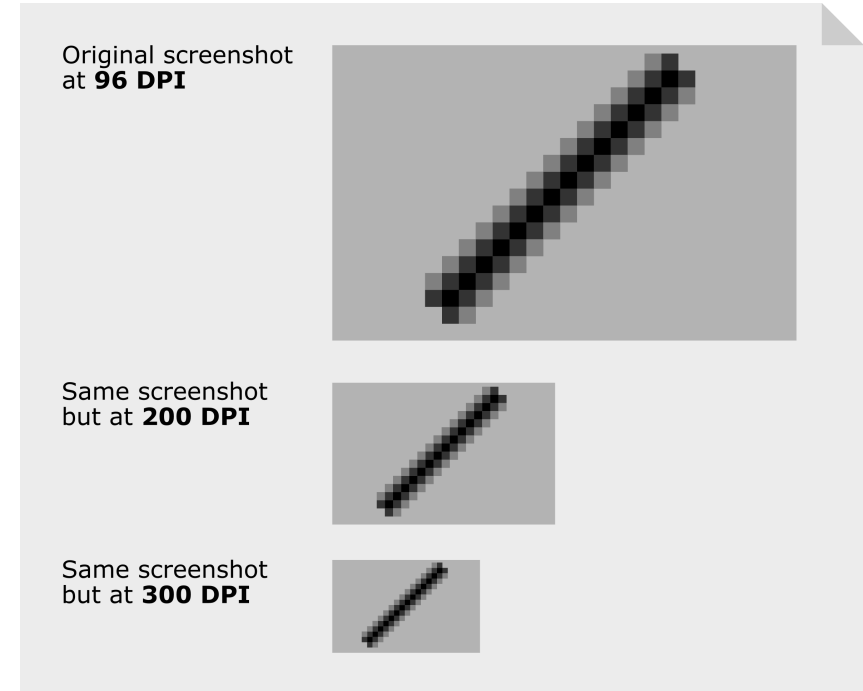 Original screenshot
at 96 DPI
Same screenshot
but at 200 DPI
Same screenshot
but at 300 DPI